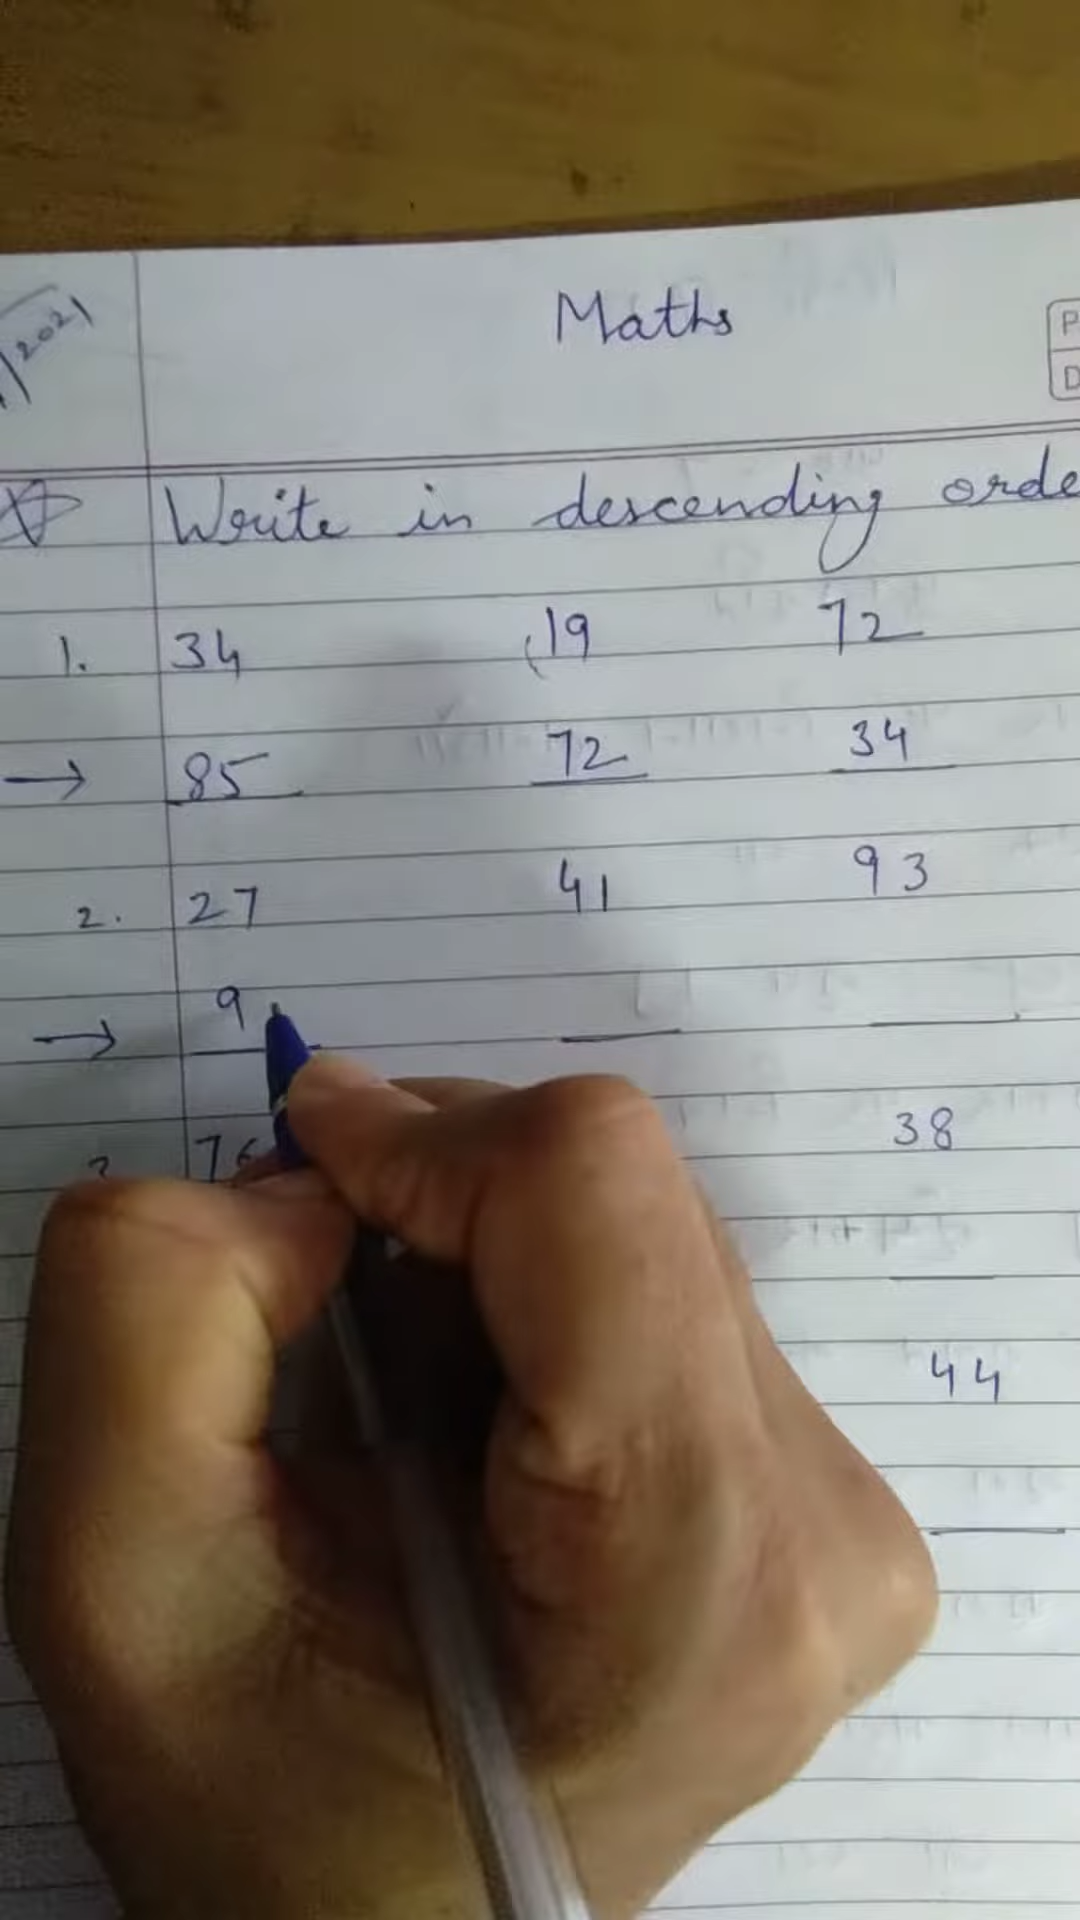 /2021
Maths
P
D
Write in descending orde
1. 34 19 72
→ 85 72 34
2. 27 41 93
→ 9
38
44